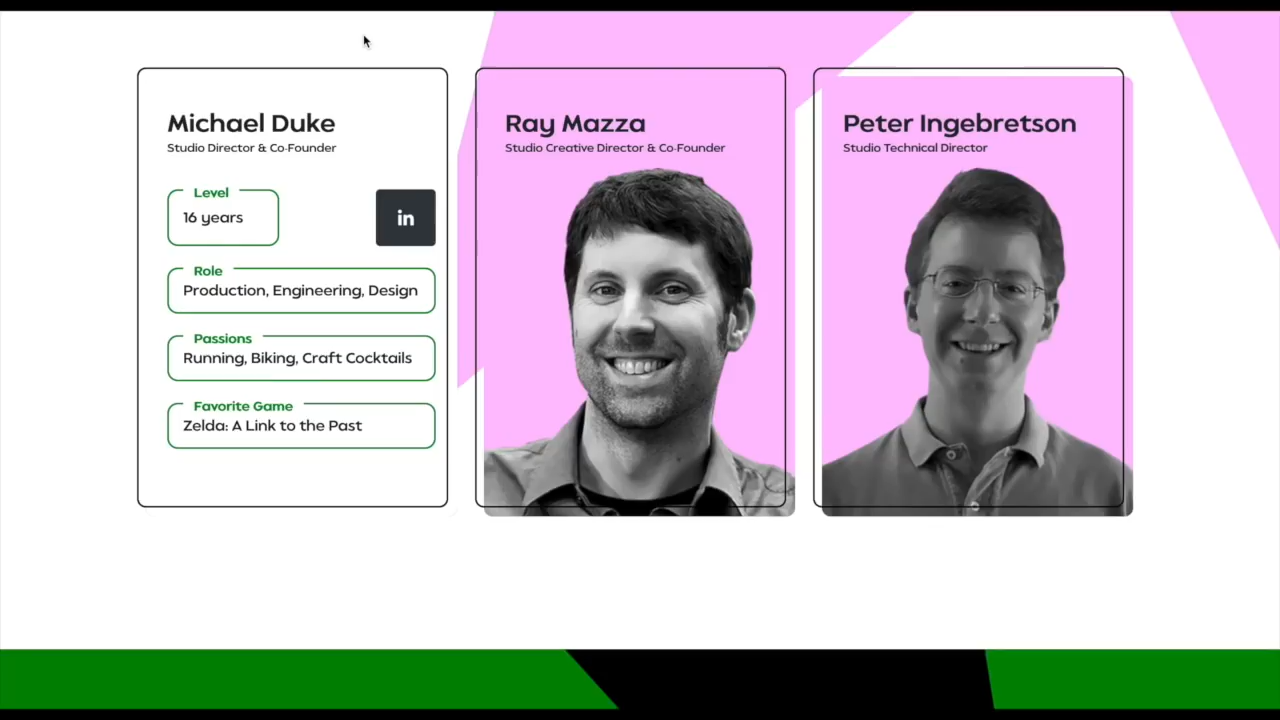 Michael Duke
Studio Director & Co-Founder
Level
16 years
in
Role
Production, Engineering, Design
Passions
Running, Biking, Craft Cocktails
Favorite Game
Zelda: A Link to the Past
Ray Mazza
Studio Creative Director & Co-Founder
Peter Ingebretson
Studio Technical Director